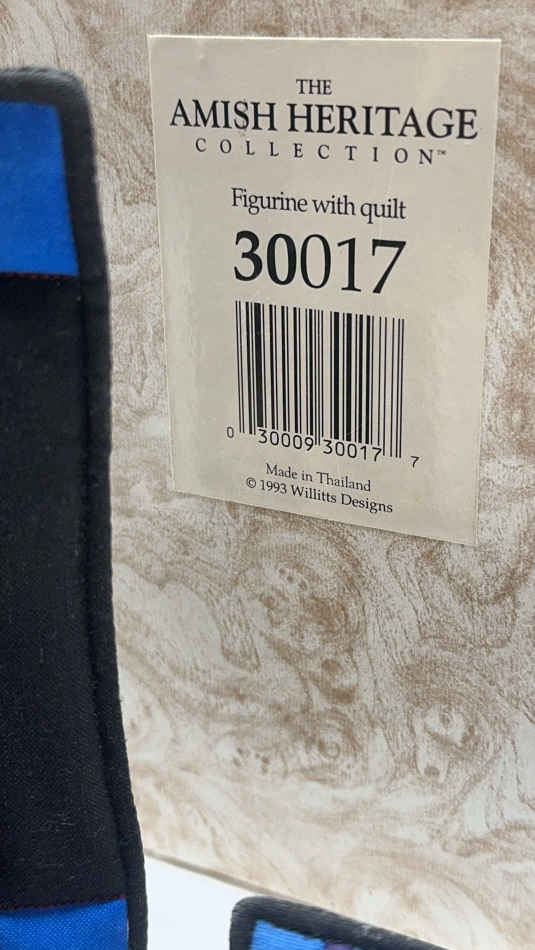 THE
AMISH HERITAGE
COLLECTION™
Figurine with quilt
30017
0 30009 30017 7
Made in Thailand
© 1993 Willitts Designs